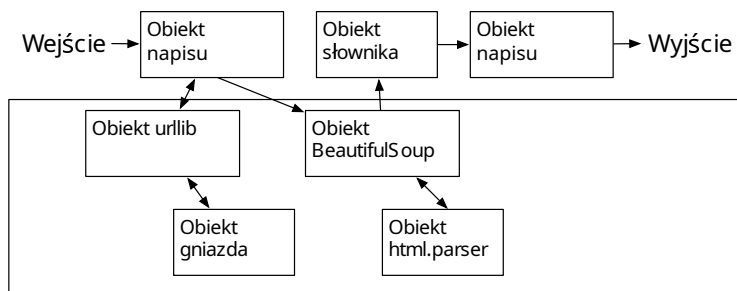 Wejście
Obiekt
napisu
Obiekt
słownika
Obiekt
napisu
Wyjście
Obiekt urllib
Obiekt
BeautifulSoup
Obiekt
gniazda
Obiekt
html.parser